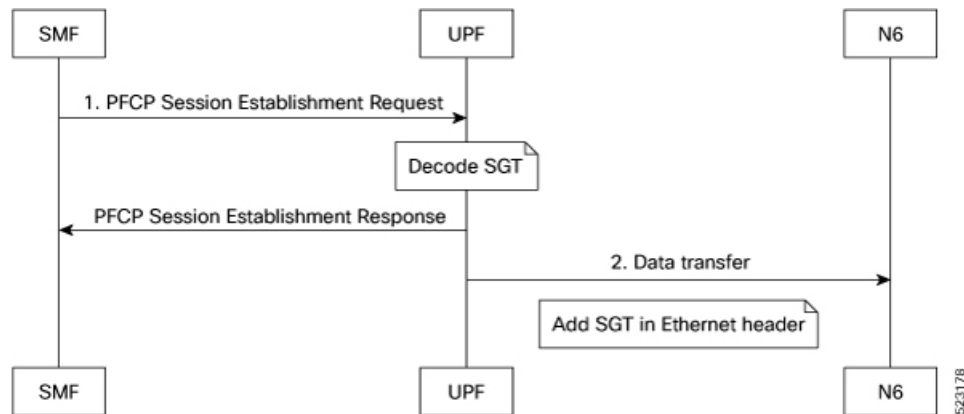 SMF
UPF
N6
1. PFCP Session Establishment Request
Decode SGT
PFCP Session Establishment Response
2. Data transfer
Add SGT in Ethernet header
SMF
UPF
N6
523178